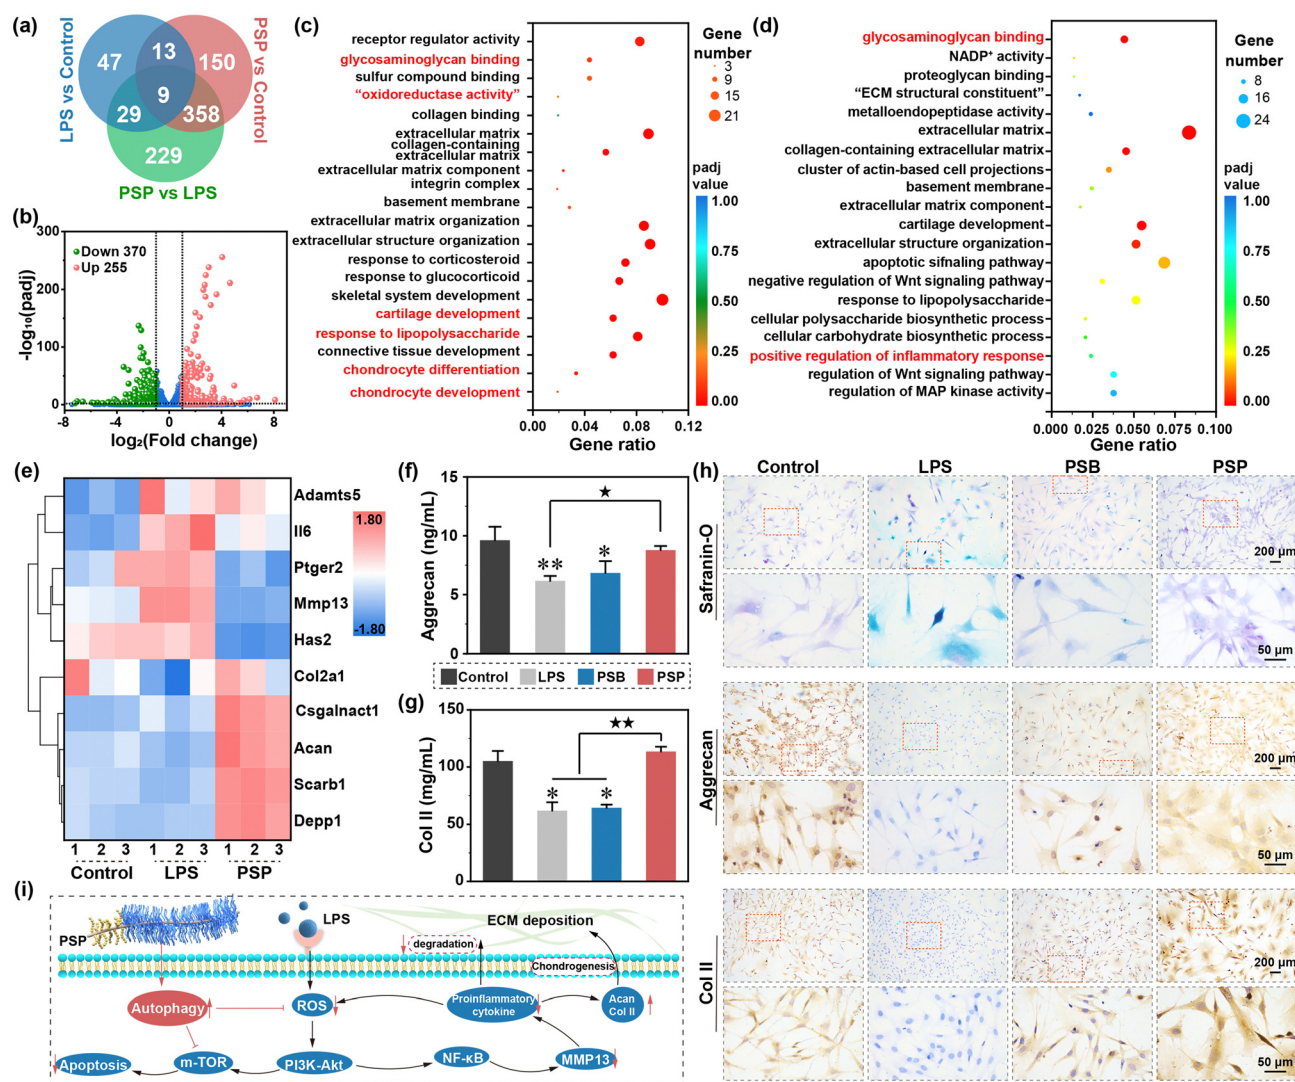 (a)
LPS vs Control
PSP vs Control
47
13
150
9
29
358
229
PSP vs LPS
(b)
300
200
100
0
-log₁₀(padj)
Down 370
Up 255
-8
-4
0
4
8
log₂(Fold change)
(c)
receptor regulator activity
glycosaminoglycan binding
sulfur compound binding
“oxidoreductase activity”
collagen binding
extracellular matrix
collagen-containing
extracellular matrix
extracellular matrix component
integrin complex
basement membrane
extracellular matrix organization
extracellular structure organization
response to corticosteroid
response to glucocorticoid
skeletal system development
cartilage development
response to lipopolysaccharide
connective tissue development
chondrocyte differentiation
chondrocyte development
0.00
0.04
0.08
0.12
Gene ratio
Gene
number
3
9
15
21
padj
value
1.00
0.75
0.50
0.25
0.00
(d)
glycosaminoglycan binding
NADP⁺ activity
proteoglycan binding
“ECM structural constituent”
metalloendopeptidase activity
extracellular matrix
collagen-containing extracellular matrix
cluster of actin-based cell projections
basement membrane
extracellular matrix component
cartilage development
extracellular structure organization
apoptotic sifnaling pathway
negative regulation of Wnt signaling pathway
response to lipopolysaccharide
cellular polysaccharide biosynthetic process
cellular carbohydrate biosynthetic process
positive regulation of inflammatory response
regulation of Wnt signaling pathway
regulation of MAP kinase activity
0.000
0.025
0.050
0.075
0.100
Gene ratio
Gene
number
8
16
24
padj
value
1.00
0.75
0.50
0.25
0.00
(e)
Adamts5
Il6
Ptger2
Mmp13
Has2
Col2a1
Csgalnact1
Acan
Scarb1
Depp1
1.80
-1.80
1 2 3 1 2 3 1 2 3
Control LPS PSP
(f)
15
10
5
0
Aggrecan (ng/mL)
★
** *
Control LPS PSB PSP
(g)
150
100
50
0
Col II (mg/mL)
★★
* *
(h)
Control LPS PSB PSP
Safranin-O
200 μm
50 μm
Aggrecan
200 μm
50 μm
Col II
200 μm
50 μm
(i)
PSP
LPS
ECM deposition
degradation
Chondrogenesis
Autophagy
ROS
Proinflammatory
cytokine
Acan
Col II
Apoptosis
m-TOR
PI3K-Akt
NF-κB
MMP13